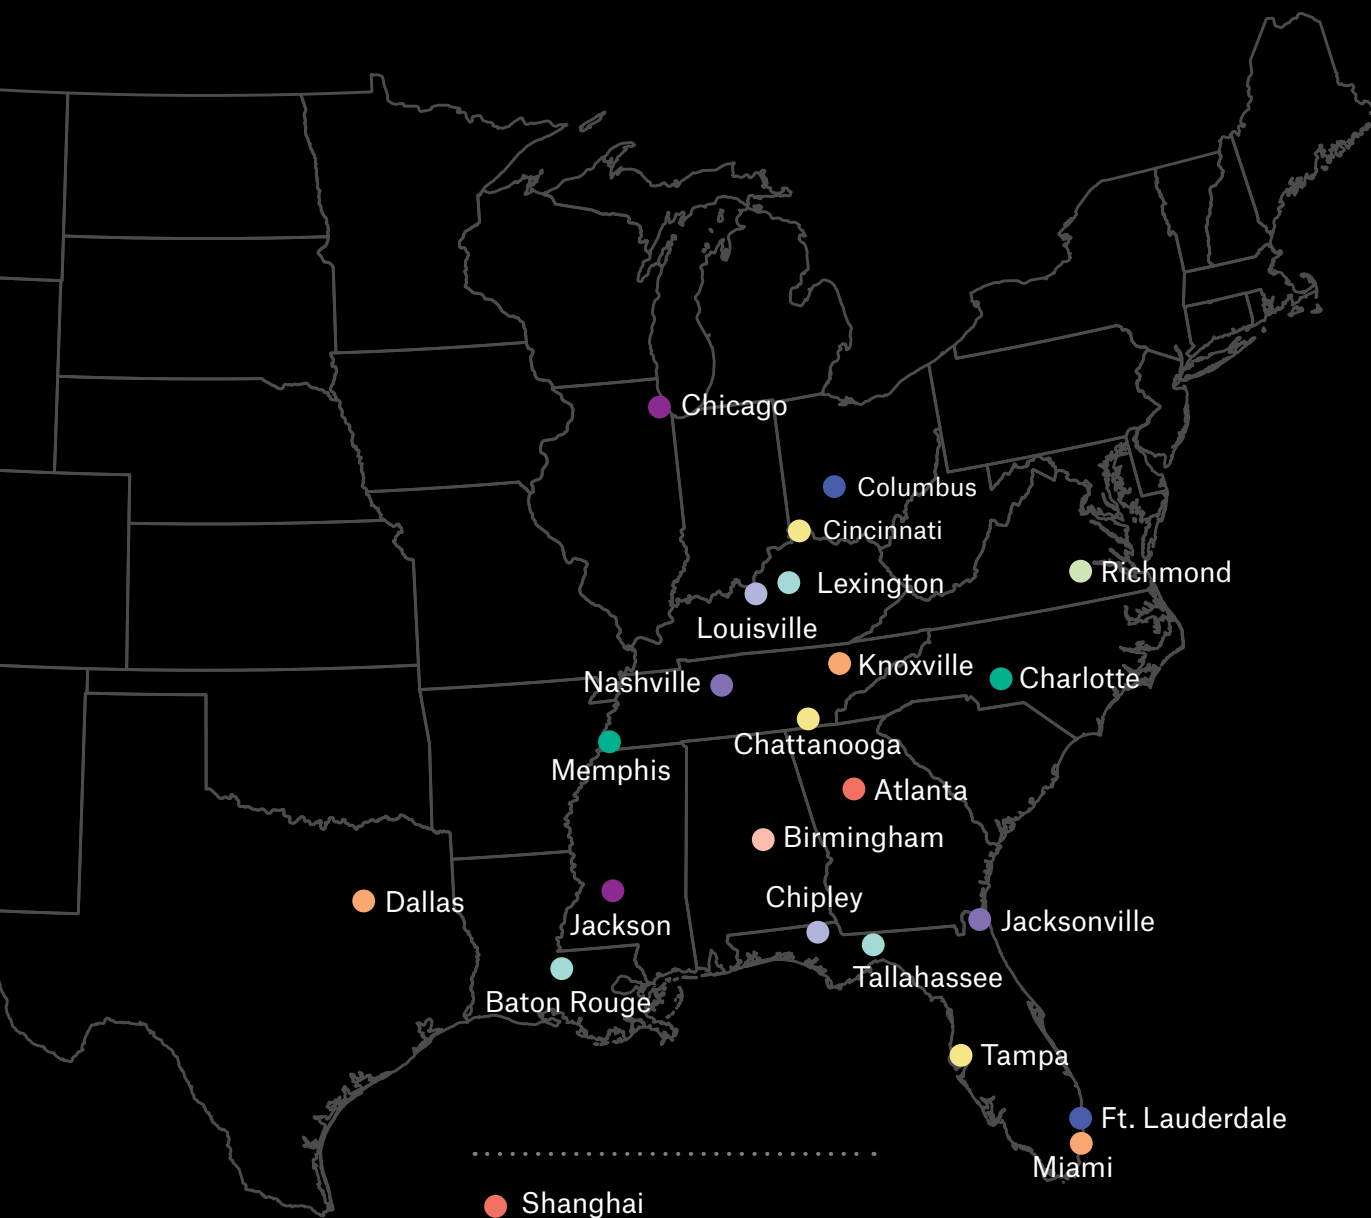 Chicago
Columbus
Cincinnati
Richmond
Lexington
Louisville
Knoxville
Charlotte
Nashville
Chattanooga
Memphis
Atlanta
Birmingham
Chipley
Dallas
Jackson
Jacksonville
Tallahassee
Baton Rouge
Tampa
Ft. Lauderdale
Miami
Shanghai